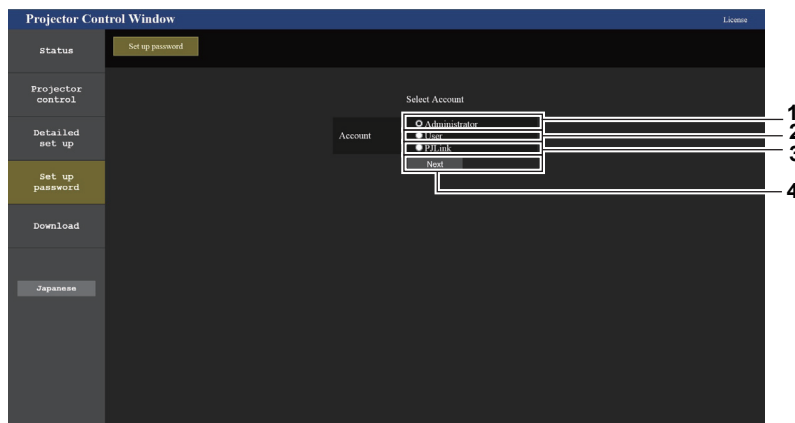 Projector Control Window
License
Status
Set up password
Projector
control
Select Account
1
Administrator
2
Account
User
Detailed
set up
PJLink
3
Next
Set up
password
4
Download
Japanese